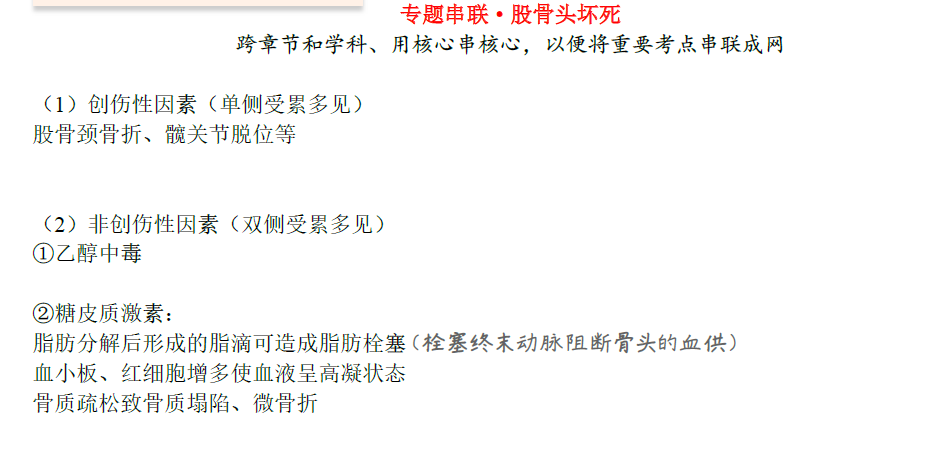 专题串联·股骨头坏死
跨章节和学科、用核心串核心，以便将重要考点串联成网
（1）创伤性因素（单侧受累多见）
股骨颈骨折、髋关节脱位等
（2）非创伤性因素（双侧受累多见）
①乙醇中毒
②糖皮质激素：
脂肪分解后形成的脂滴可造成脂肪栓塞（栓塞终末动脉阻断骨头的血供）
血小板、红细胞增多使血液呈高凝状态
骨质疏松致骨质塌陷、微骨折